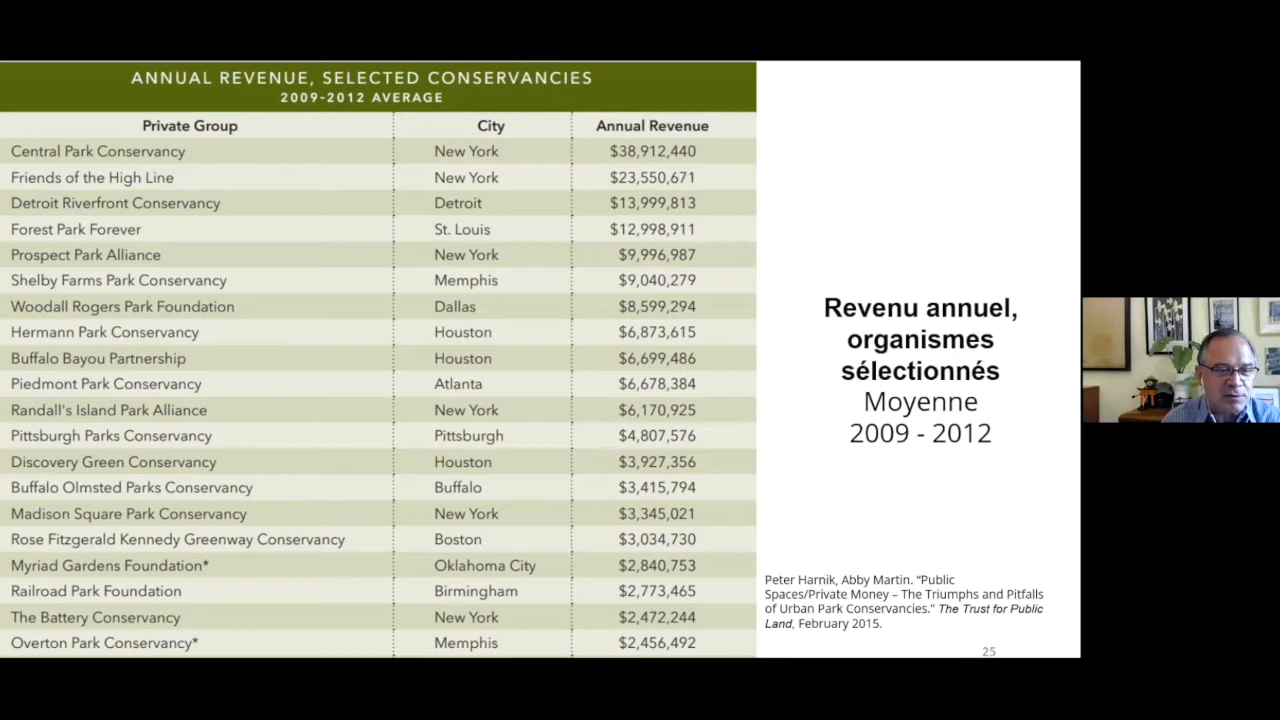 ANNUAL REVENUE, SELECTED CONSERVANCIES
2009-2012 AVERAGE
Private Group City Annual Revenue
Central Park Conservancy New York $38,912,440
Friends of the High Line New York $23,550,671
Detroit Riverfront Conservancy Detroit $13,999,813
Forest Park Forever St. Louis $12,998,911
Prospect Park Alliance New York $9,996,987
Shelby Farms Park Conservancy Memphis $9,040,279
Woodall Rogers Park Foundation Dallas $8,599,294
Hermann Park Conservancy Houston $6,873,615
Buffalo Bayou Partnership Houston $6,699,486
Piedmont Park Conservancy Atlanta $6,678,384
Randall's Island Park Alliance New York $6,170,925
Pittsburgh Parks Conservancy Pittsburgh $4,807,576
Discovery Green Conservancy Houston $3,927,356
Buffalo Olmsted Parks Conservancy Buffalo $3,415,794
Madison Square Park Conservancy New York $3,345,021
Rose Fitzgerald Kennedy Greenway Conservancy Boston $3,034,730
Myriad Gardens Foundation* Oklahoma City $2,840,753
Railroad Park Foundation Birmingham $2,773,465
The Battery Conservancy New York $2,472,244
Overton Park Conservancy* Memphis $2,456,492
Revenu annuel,
organismes
sélectionnés
Moyenne
2009 - 2012
Peter Harnik, Abby Martin. “Public
Spaces/Private Money – The Triumphs and Pitfalls
of Urban Park Conservancies.” The Trust for Public
Land, February 2015.
25